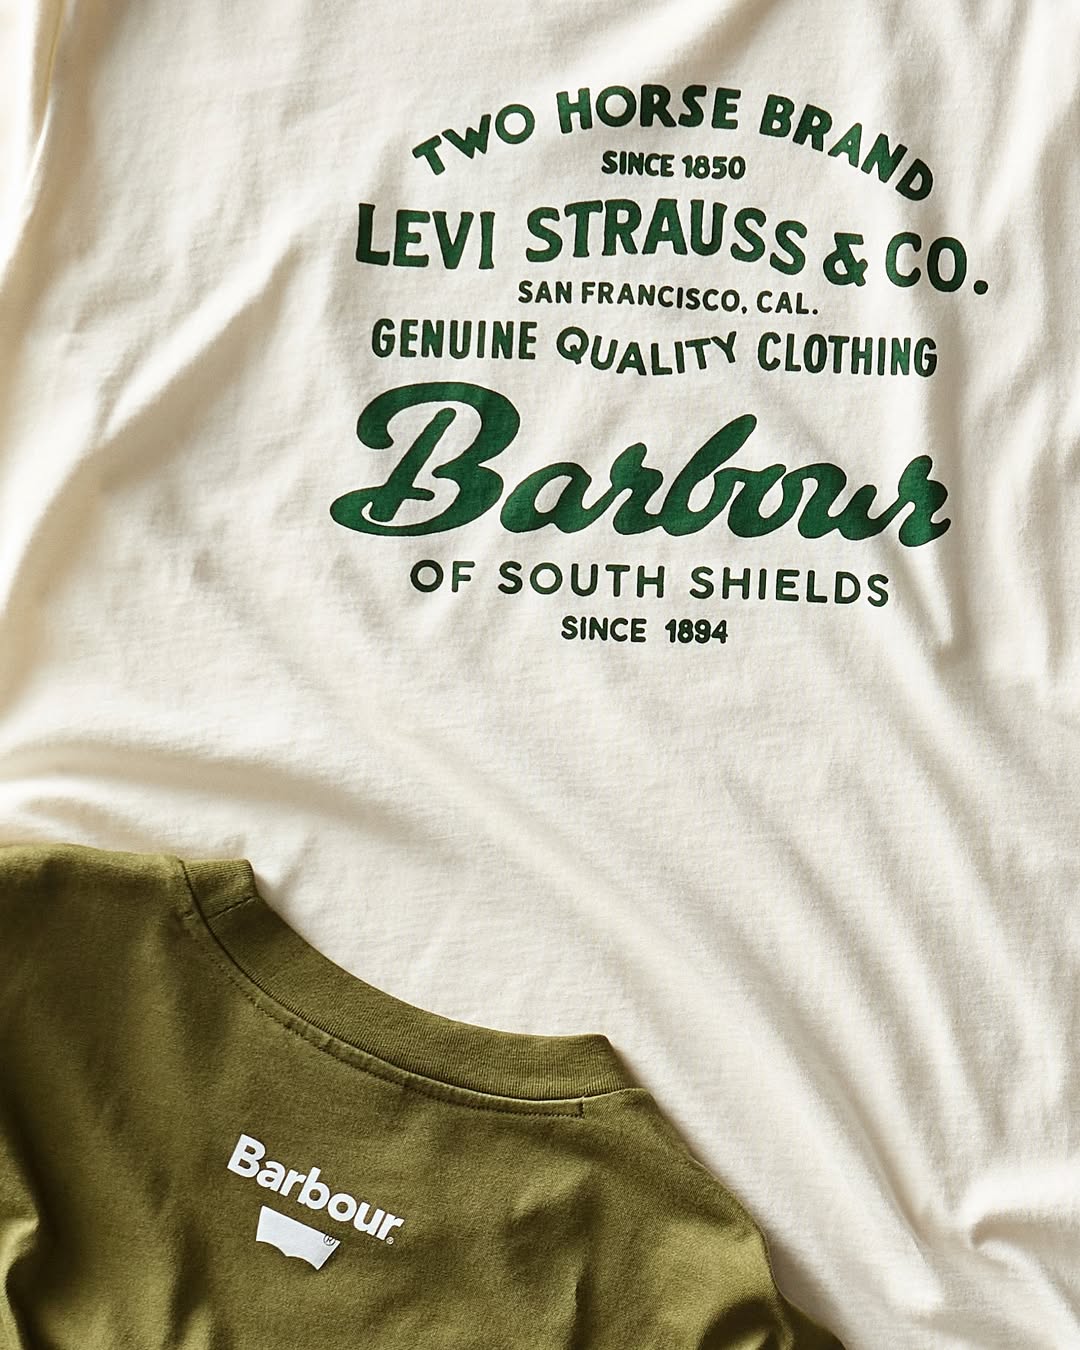 TWO HORSE BRAND
SINCE 1850
LEVI STRAUSS & CO.
SAN FRANCISCO, CAL.
GENUINE QUALITY CLOTHING
Barbour
OF SOUTH SHIELDS
SINCE 1894
Barbour®
®